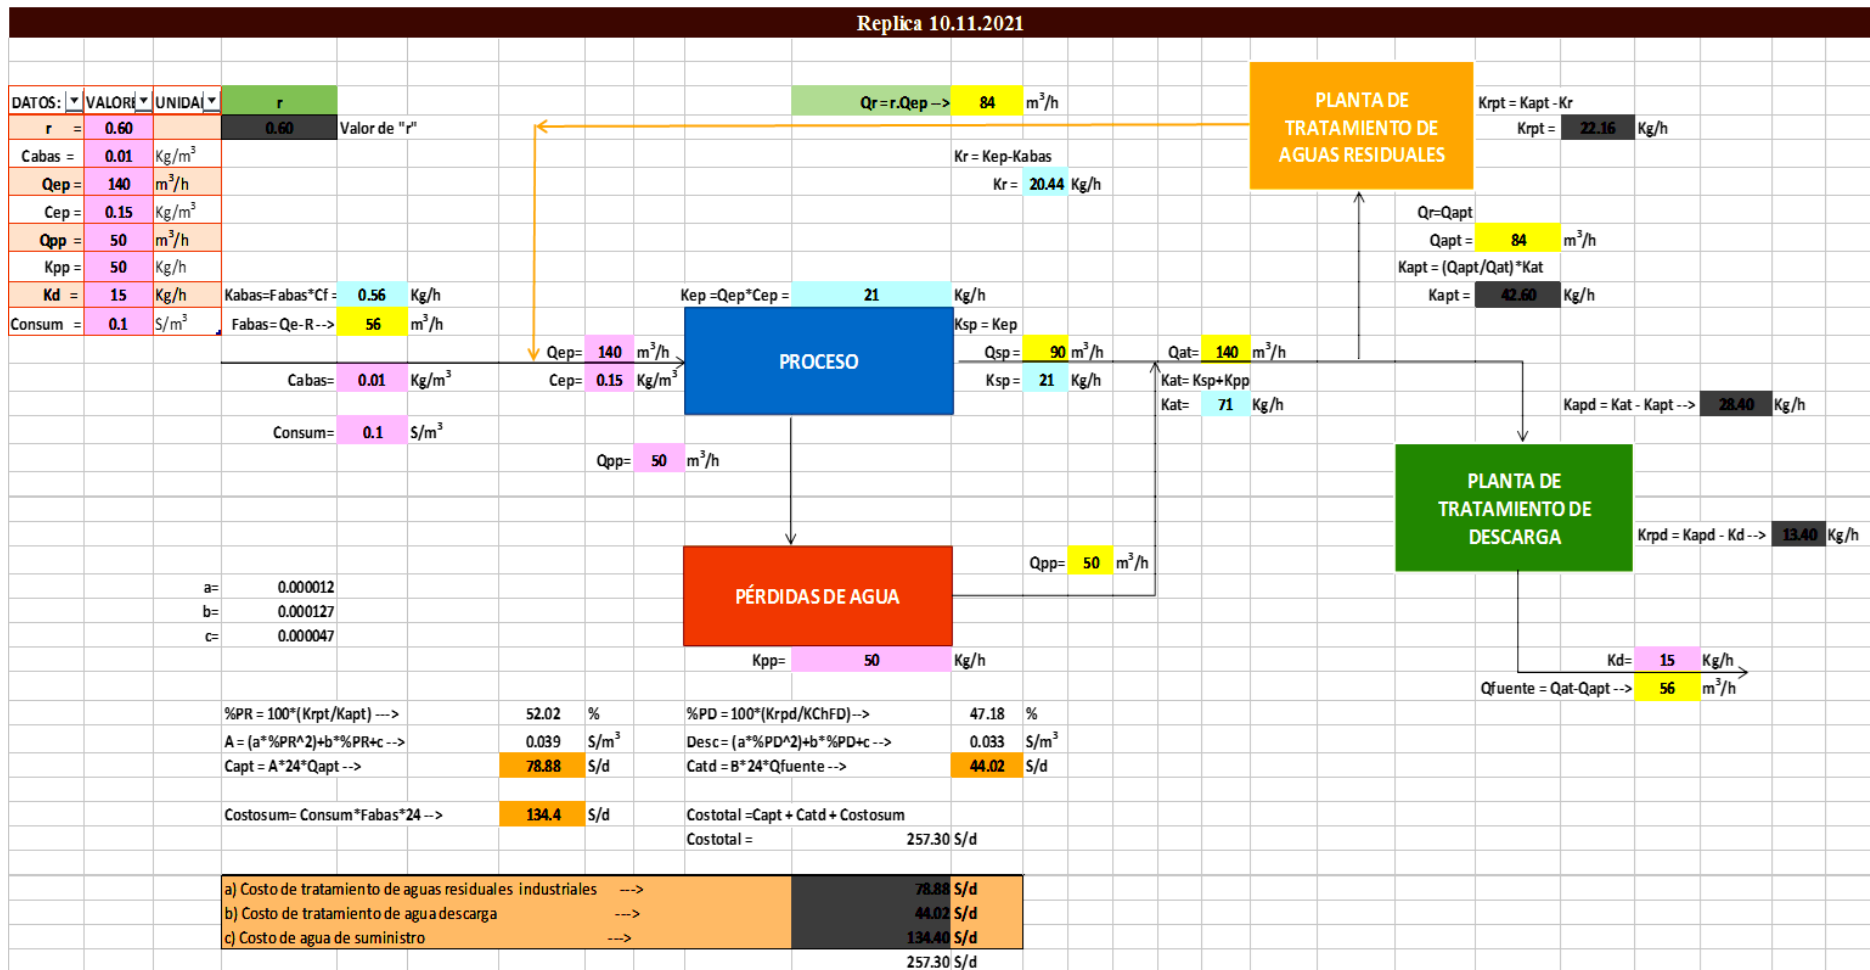 Replica 10.11.2021
DATOS: VALORE UNIDAI r
r = 0.60 0.60 Valor de "r"
Cabas = 0.01 Kg/m³
Qep = 140 m³/h
Cep = 0.15 Kg/m³
Qpp = 50 m³/h
Kpp = 50 Kg/h
Kd = 15 Kg/h
Consum = 0.1 S/m³
Qr = r.Qep --> 84 m³/h
Kr = Kep-Kabas
Kr = 20.44 Kg/h
PLANTA DE
TRATAMIENTO DE
AGUAS RESIDUALES
Krpt = Kapt -Kr
Krpt = 22.16 Kg/h
Qr=Qapt
Qapt = 84 m³/h
Kapt = (Qapt/Qat)*Kat
Kapt = 42.60 Kg/h
Kabas=Fabas*Cf = 0.56 Kg/h
Fabas= Qe-R --> 56 m³/h
Cabas= 0.01 Kg/m³
Consum= 0.1 S/m³
Qep= 140 m³/h
Cep= 0.15 Kg/m³
Kep =Qep*Cep = 21 Kg/h
PROCESO
Ksp = Kep
Qsp = 90 m³/h
Ksp = 21 Kg/h
Qat= 140 m³/h
Kat= Ksp+Kpp
Kat= 71 Kg/h
Kapd = Kat - Kapt --> 28.40 Kg/h
Qpp= 50 m³/h
PLANTA DE
TRATAMIENTO DE
DESCARGA
Krpd = Kapd - Kd --> 13.40 Kg/h
Qpp= 50 m³/h
PÉRDIDAS DE AGUA
Kpp= 50 Kg/h
a= 0.000012
b= 0.000127
c= 0.000047
Kd= 15 Kg/h
Qfuente = Qat-Qapt --> 56 m³/h
%PR = 100*(Krpt/Kapt) ---> 52.02 %
A = (a*%PR^2)+b*%PR+c --> 0.039 S/m³
Capt = A*24*Qapt --> 78.88 S/d
%PD = 100*(Krpd/KChFD)--> 47.18 %
Desc = (a*%PD^2)+b*%PD+c --> 0.033 S/m³
Catd = B*24*Qfuente --> 44.02 S/d
Costosum= Consum*Fabas*24 --> 134.4 S/d
Costotal =Capt + Catd + Costosum
Costotal = 257.30 S/d
a) Costo de tratamiento de aguas residuales industriales ---> 78.88 S/d
b) Costo de tratamiento de agua descarga ---> 44.02 S/d
c) Costo de agua de suministro ---> 134.40 S/d
257.30 S/d